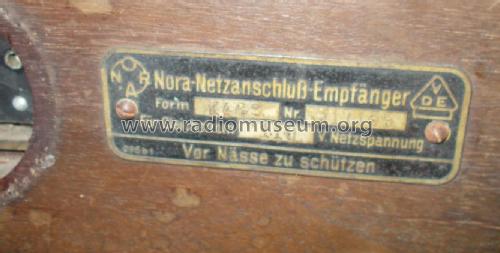 NORA Nora-Netzanschluß-Empfänger VDE
Form Nr
www.radiomuseum.org
V Netzspannung
Vor Nässe zu schützen